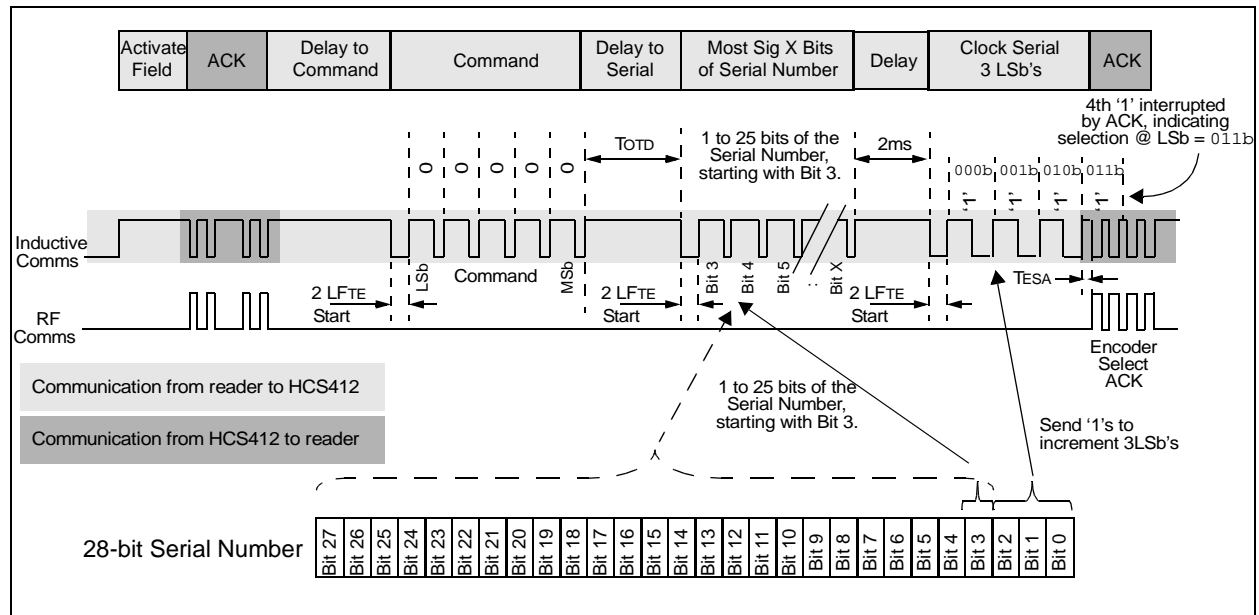 Activate
Field
ACK
Delay to
Command
Command
Delay to
Serial
Most Sig X Bits
of Serial Number
Delay
Clock Serial
3 LSb's
ACK
4th '1' interrupted
by ACK, indicating
selection @ LSb = 011b
TOTD
1 to 25 bits of the
Serial Number,
starting with Bit 3.
2ms
0 0 0 0 0
000b 001b 010b 011b
'1' '1' '1' '1'
Inductive
Comms
LSb
Command
MSb
Bit 3
Bit 4
Bit 5
:
Bit X
TESA
2 LFTE
Start
2 LFTE
Start
2 LFTE
Start
RF
Comms
Encoder
Select
ACK
Communication from reader to HCS412
Communication from HCS412 to reader
1 to 25 bits of the
Serial Number,
starting with Bit 3.
Send '1's to
increment 3LSb's
28-bit Serial Number
Bit 27
Bit 26
Bit 25
Bit 24
Bit 23
Bit 22
Bit 21
Bit 20
Bit 19
Bit 18
Bit 17
Bit 16
Bit 15
Bit 14
Bit 13
Bit 12
Bit 11
Bit 10
Bit 9
Bit 8
Bit 7
Bit 6
Bit 5
Bit 4
Bit 3
Bit 2
Bit 1
Bit 0